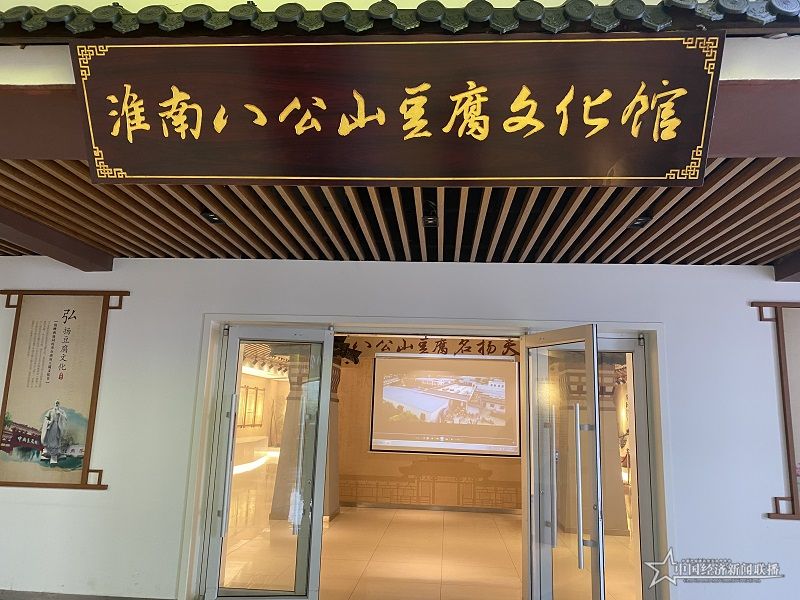 淮南八公山豆腐文化馆
弘扬豆腐文化
八公山豆腐名扬天
中国经济新闻联播